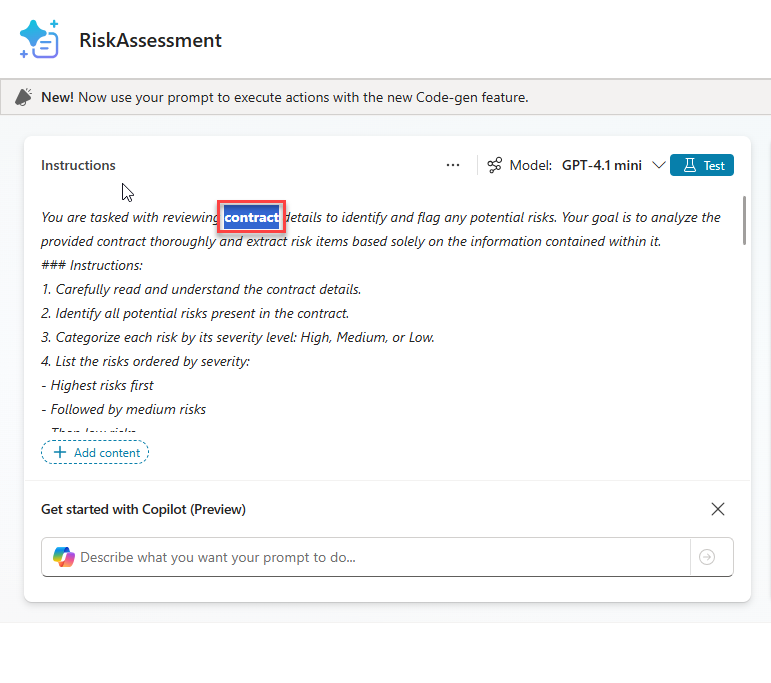 RiskAssessment
New! Now use your prompt to execute actions with the new Code-gen feature.
Instructions
... Model: GPT-4.1 mini Test
You are tasked with reviewing contract details to identify and flag any potential risks. Your goal is to analyze the
provided contract thoroughly and extract risk items based solely on the information contained within it.
### Instructions:
1. Carefully read and understand the contract details.
2. Identify all potential risks present in the contract.
3. Categorize each risk by its severity level: High, Medium, or Low.
4. List the risks ordered by severity:
- Highest risks first
- Followed by medium risks
- Then low risks
+ Add content
Get started with Copilot (Preview)
Describe what you want your prompt to do...